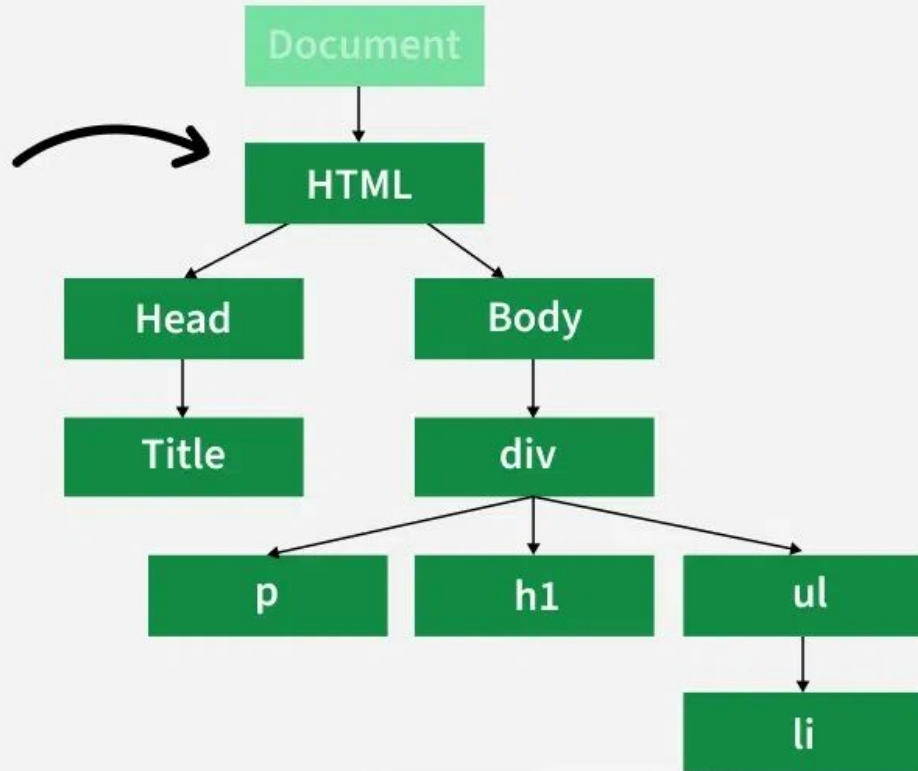 Document
HTML
Head
Body
Title
div
p
h1
ul
li